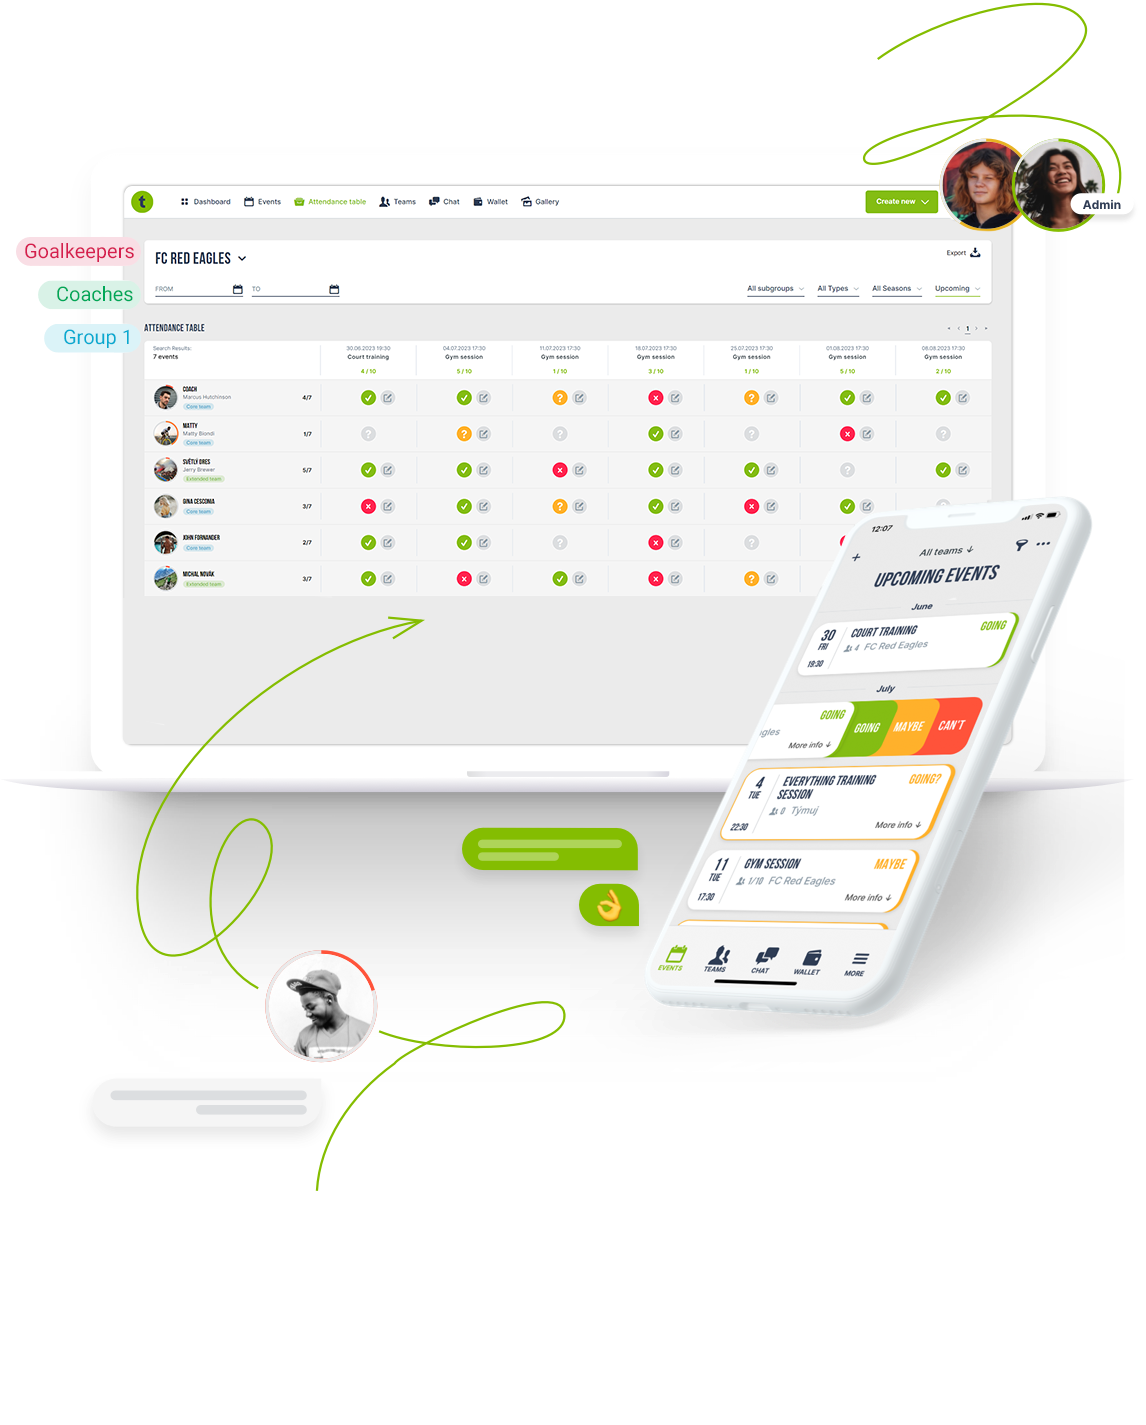 t
Dashboard
Events
Attendance table
Teams
Chat
Wallet
Gallery
Create new
Admin
Goalkeepers
Coaches
Group 1
FC RED EAGLES
Export
FROM
TO
All subgroups
All Types
All Seasons
Upcoming
ATTENDANCE TABLE
1
Search Results:
7 events
30.06.2023 19:30
Court training
4 / 10
04.07.2023 17:30
Gym session
5 / 10
11.07.2023 17:30
Gym session
1 / 10
18.07.2023 17:30
Gym session
3 / 10
25.07.2023 17:30
Gym session
1 / 10
01.08.2023 17:30
Gym session
5 / 10
08.08.2023 17:30
Gym session
2 / 10
COACH
Marcus Hutchinson
Core team
4/7
MATTY
Matty Biondi
Core team
1/7
SVĚTLÝ DRES
Jerry Brewer
Extended team
5/7
GINA CESCONIA
Core team
3/7
JOHN FORNANDER
Core team
2/7
MICHAL NOVÁK
Extended team
3/7
12:07
All teams
UPCOMING EVENTS
June
30
FRI
19:30
COURT TRAINING
4 FC Red Eagles
GOING
July
agles
GOING
More info
GOING
MAYBE
CAN'T
4
TUE
22:30
EVERYTHING TRAINING
SESSION
0 Týmuj
GOING?
More info
11
TUE
17:30
GYM SESSION
1/10 FC Red Eagles
MAYBE
More info
EVENTS
TEAMS
CHAT
WALLET
MORE